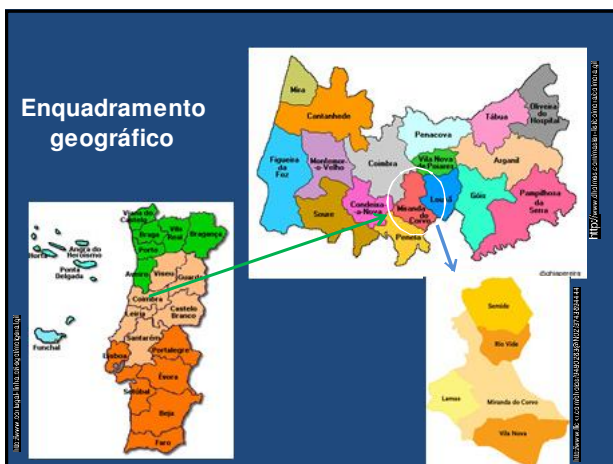 Enquadramento
geográfico
Mira
Cantanhede
Figueira
da
Foz
Montemor-
o-Velho
Coimbra
Penacova
Tábua
Oliveira
do
Hospital
Vila Nova
de Poiares
Arganil
Soure
Condeixa-
a-Nova
Miranda
do
Corvo
Lousã
Góis
Pampilhosa
da
Serra
Penela
Viana do
Castelo
Braga
Vila
Real
Bragança
Porto
Aveiro
Viseu
Guarda
Coimbra
Leiria
Castelo
Branco
Santarém
Lisboa
Portalegre
Setúbal
Évora
Beja
Faro
Horta
Angra do
Heroísmo
Ponta
Delgada
Funchal
Semide
Rio Vide
Lamas
Miranda do Corvo
Vila Nova